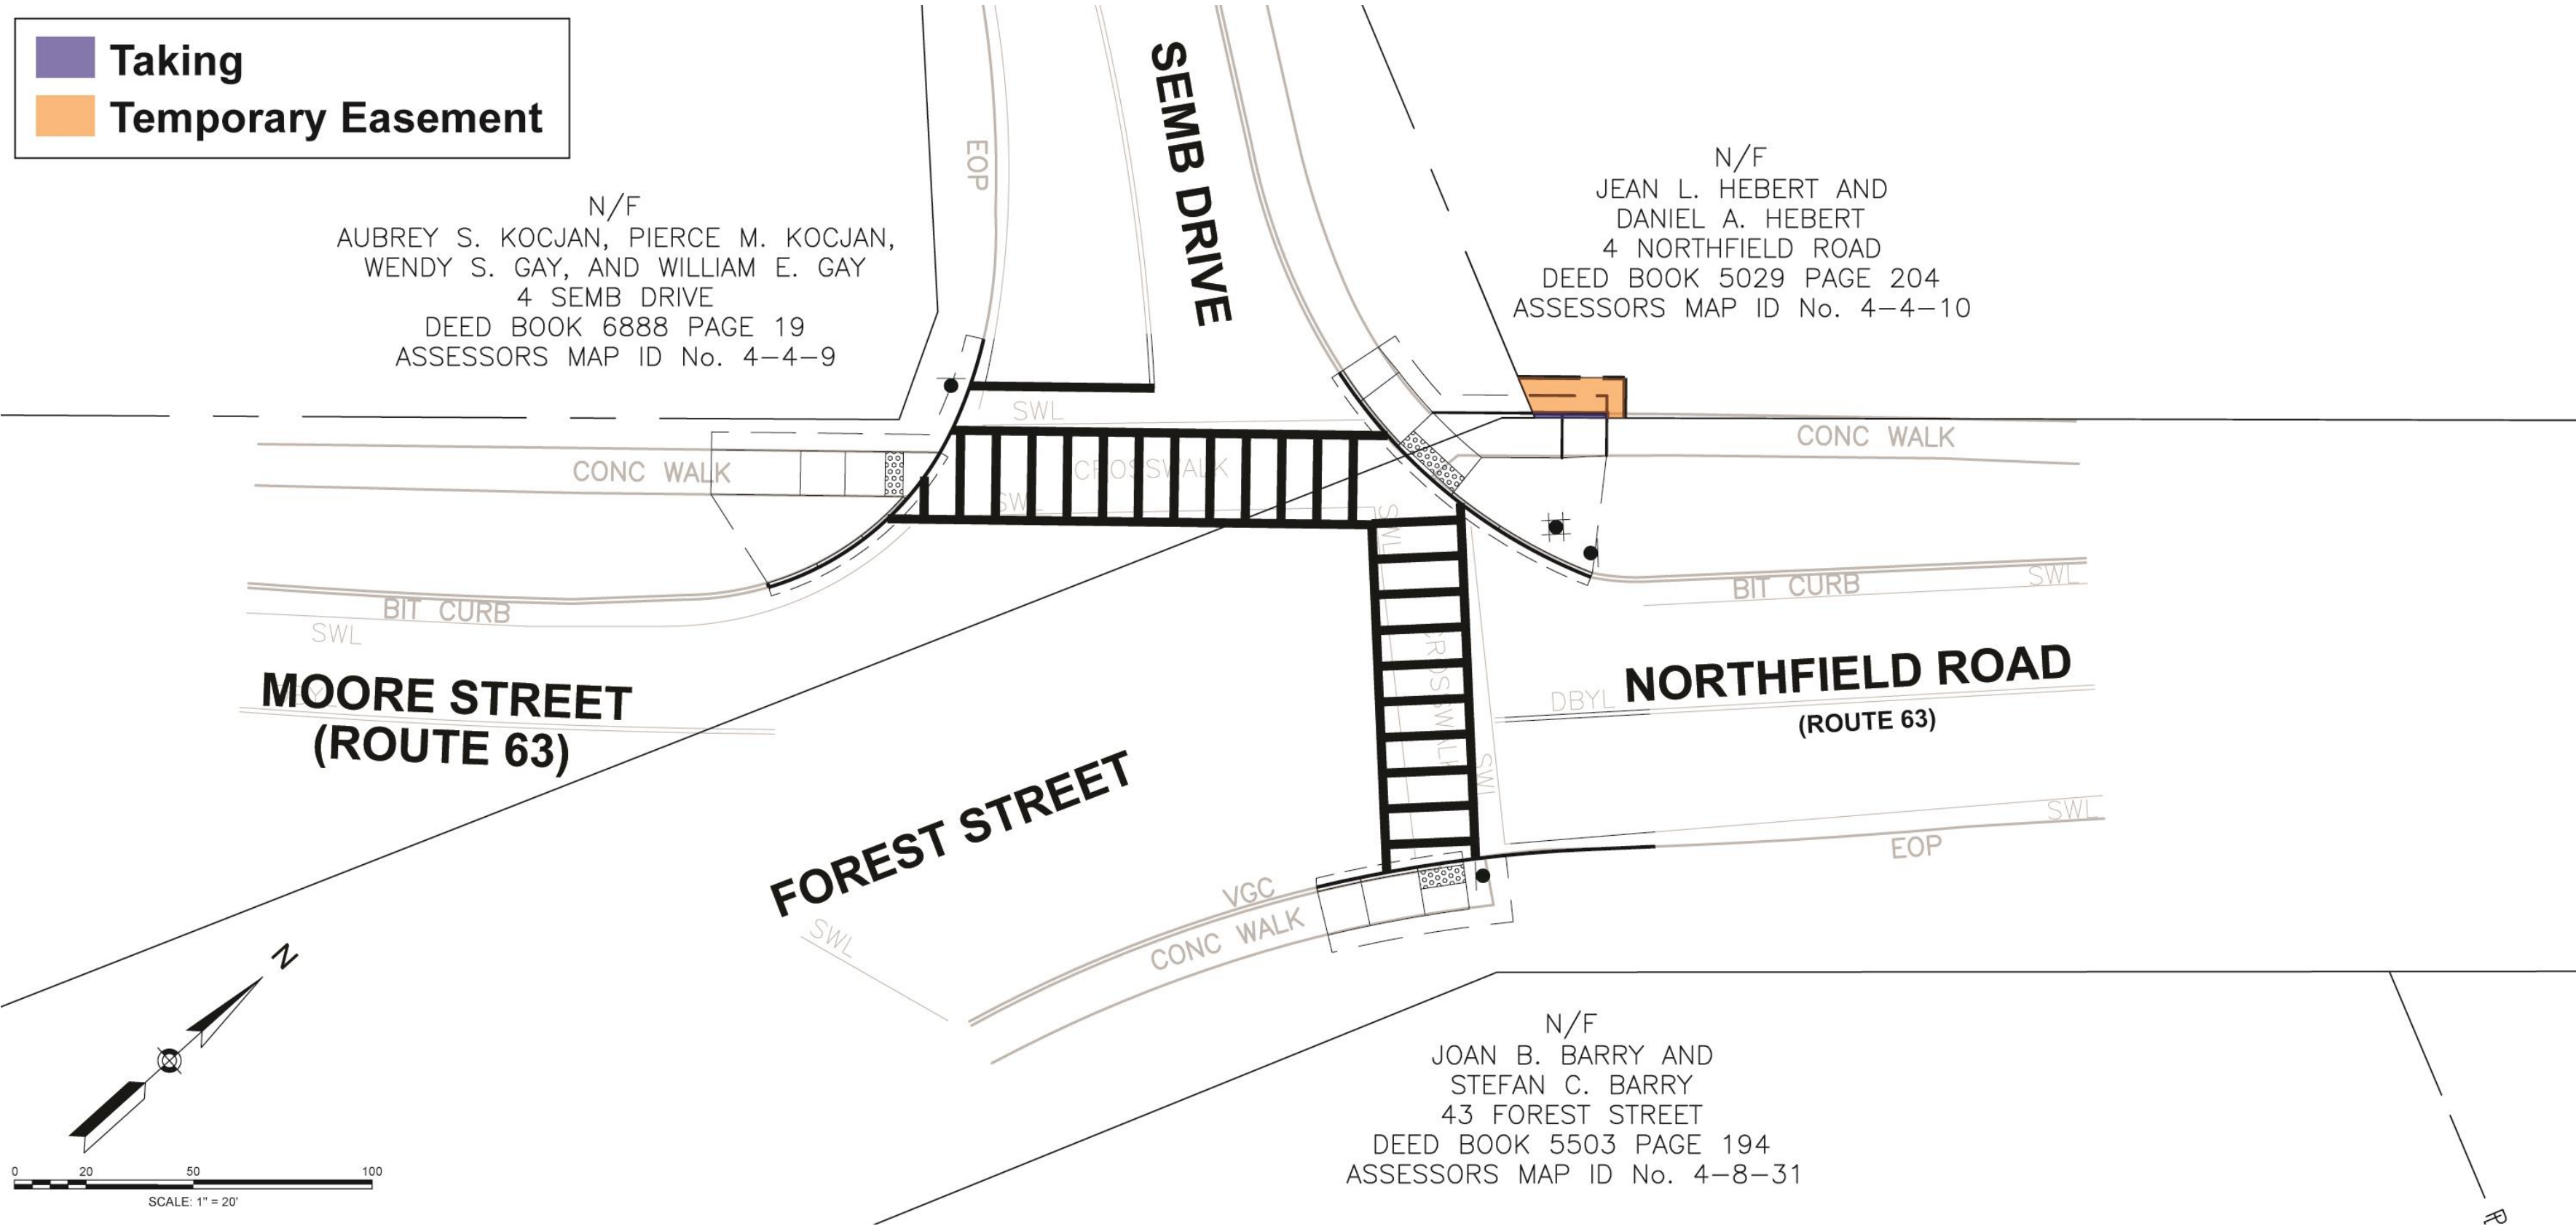 Taking
Temporary Easement
SEMB DRIVE
EOP
N/F
AUBREY S. KOCJAN, PIERCE M. KOCJAN,
WENDY S. GAY, AND WILLIAM E. GAY
4 SEMB DRIVE
DEED BOOK 6888 PAGE 19
ASSESSORS MAP ID No. 4-4-9
N/F
JEAN L. HEBERT AND
DANIEL A. HEBERT
4 NORTHFIELD ROAD
DEED BOOK 5029 PAGE 204
ASSESSORS MAP ID No. 4-4-10
SWL
CONC WALK
CROSSWALK
SWL
CONC WALK
SWL
BIT CURB
SWL
BIT CURB
SWL
MOORE STREET
(ROUTE 63)
CROSSWALK
SWL
DBYL
NORTHFIELD ROAD
(ROUTE 63)
FOREST STREET
SWL
VGC
CONC WALK
SWL
EOP
N
N/F
JOAN B. BARRY AND
STEFAN C. BARRY
43 FOREST STREET
DEED BOOK 5503 PAGE 194
ASSESSORS MAP ID No. 4-8-31
0 20 50 100
SCALE: 1" = 20'